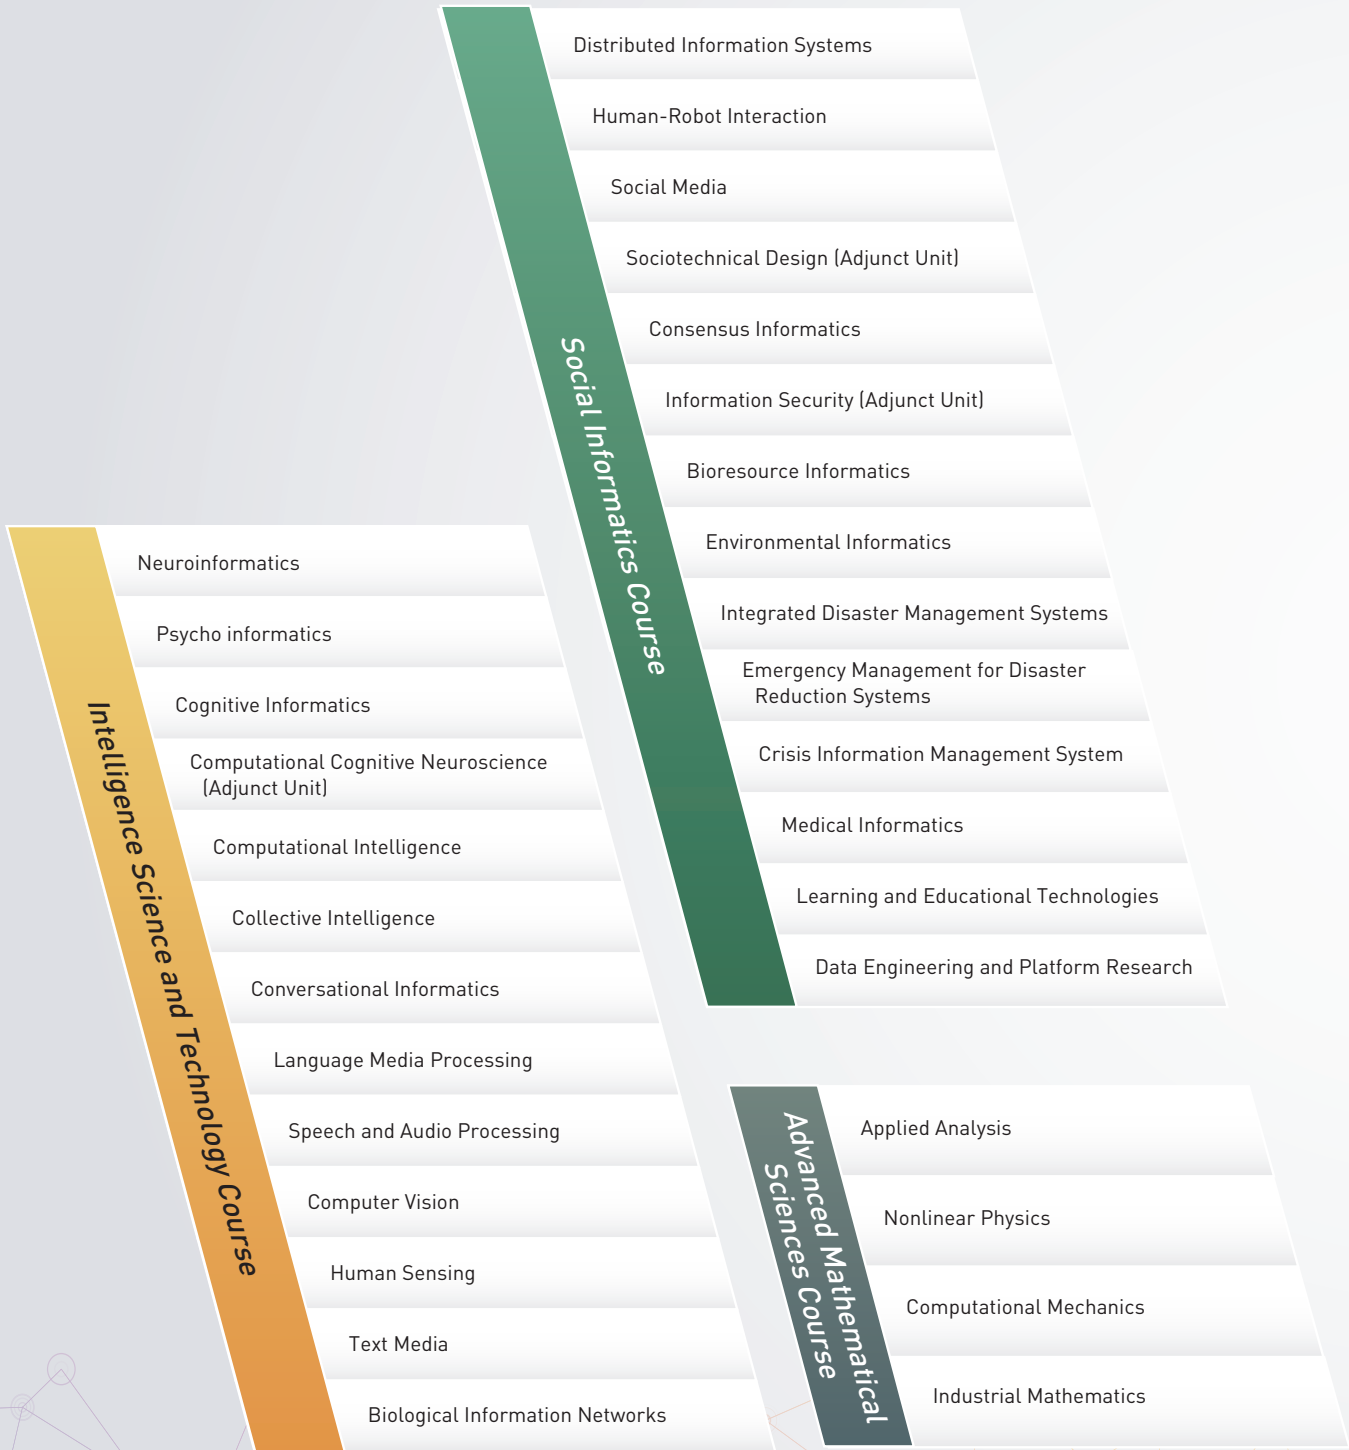 Social Informatics Course
Distributed Information Systems
Human-Robot Interaction
Social Media
Sociotechnical Design (Adjunct Unit)
Consensus Informatics
Information Security (Adjunct Unit)
Bioresource Informatics
Environmental Informatics
Integrated Disaster Management Systems
Emergency Management for Disaster
Reduction Systems
Crisis Information Management System
Medical Informatics
Learning and Educational Technologies
Data Engineering and Platform Research
Intelligence Science and Technology Course
Neuroinformatics
Psycho informatics
Cognitive Informatics
Computational Cognitive Neuroscience
(Adjunct Unit)
Computational Intelligence
Collective Intelligence
Conversational Informatics
Language Media Processing
Speech and Audio Processing
Computer Vision
Human Sensing
Text Media
Biological Information Networks
Advanced Mathematical
Sciences Course
Applied Analysis
Nonlinear Physics
Computational Mechanics
Industrial Mathematics